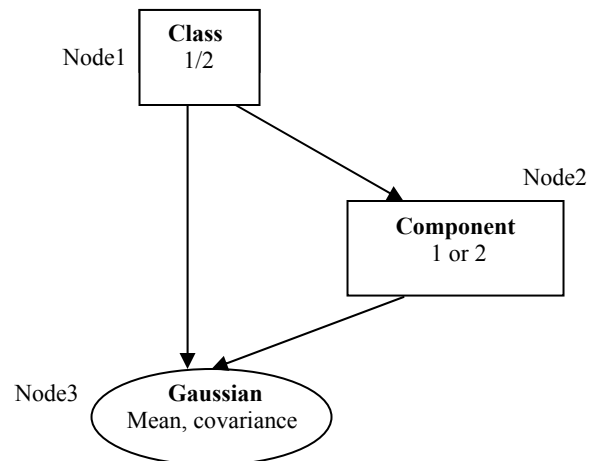 Class
1/2
Node1
Node2
Component
1 or 2
Node3
Gaussian
Mean, covariance